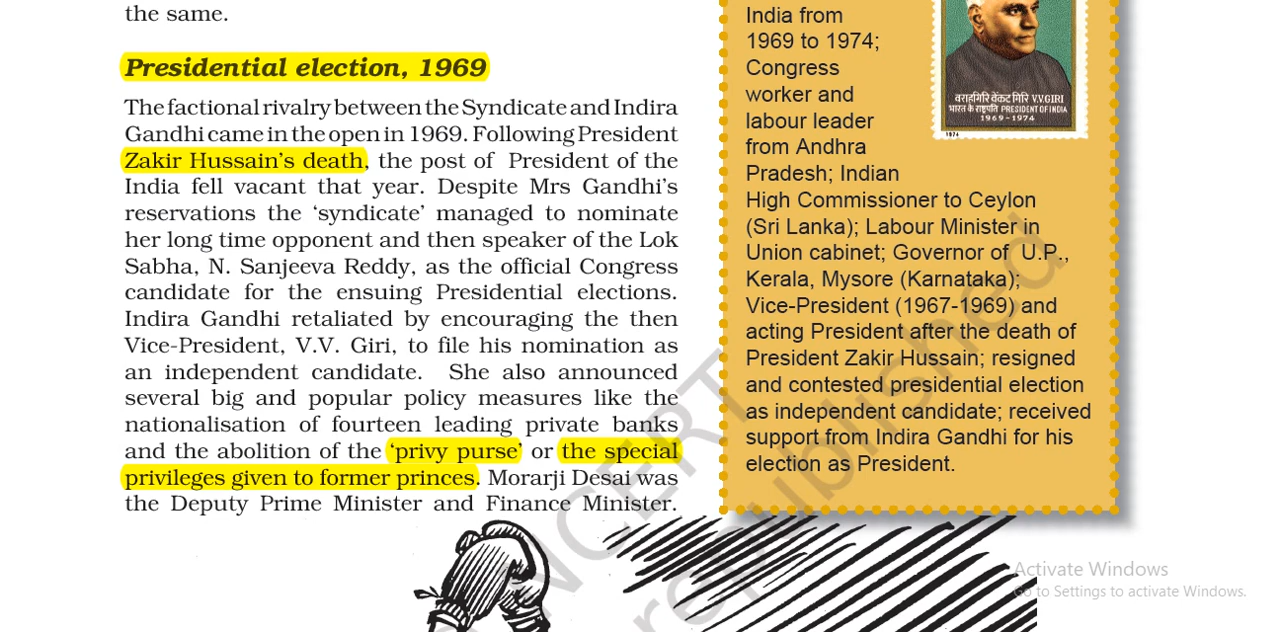 the same.
Presidential election, 1969
The factional rivalry between the Syndicate and Indira
Gandhi came in the open in 1969. Following President
Zakir Hussain's death, the post of President of the
India fell vacant that year. Despite Mrs Gandhi's
reservations the ‘syndicate’ managed to nominate
her long time opponent and then speaker of the Lok
Sabha, N. Sanjeeva Reddy, as the official Congress
candidate for the ensuing Presidential elections.
Indira Gandhi retaliated by encouraging the then
Vice-President, V.V. Giri, to file his nomination as
an independent candidate. She also announced
several big and popular policy measures like the
nationalisation of fourteen leading private banks
and the abolition of the ‘privy purse’ or the special
privileges given to former princes. Morarji Desai was
the Deputy Prime Minister and Finance Minister.
India from
1969 to 1974;
Congress
worker and
labour leader
from Andhra
Pradesh; Indian
High Commissioner to Ceylon
(Sri Lanka); Labour Minister in
Union cabinet; Governor of U.P.,
Kerala, Mysore (Karnataka);
Vice-President (1967-1969) and
acting President after the death of
President Zakir Hussain; resigned
and contested presidential election
as independent candidate; received
support from Indira Gandhi for his
election as President.
वराहगिरि वेंकट गिरि V.V.GIRI
भारत के राष्ट्रपति PRESIDENT OF INDIA
1969-1974
1974
NCERT
republished
Activate Windows
Go to Settings to activate Windows.